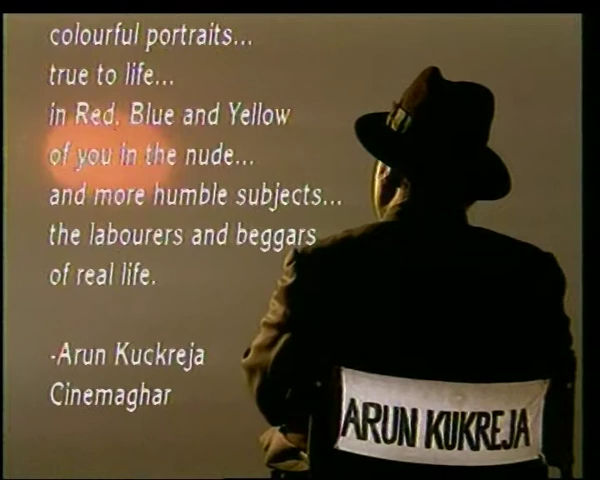 colourful portraits...
true to life...
in Red. Blue and Yellow
of you in the nude...
and more humble subjects...
the labourers and beggars
of real life.
-Arun Kuckreja
Cinemaghar
ARUN KUKREJA